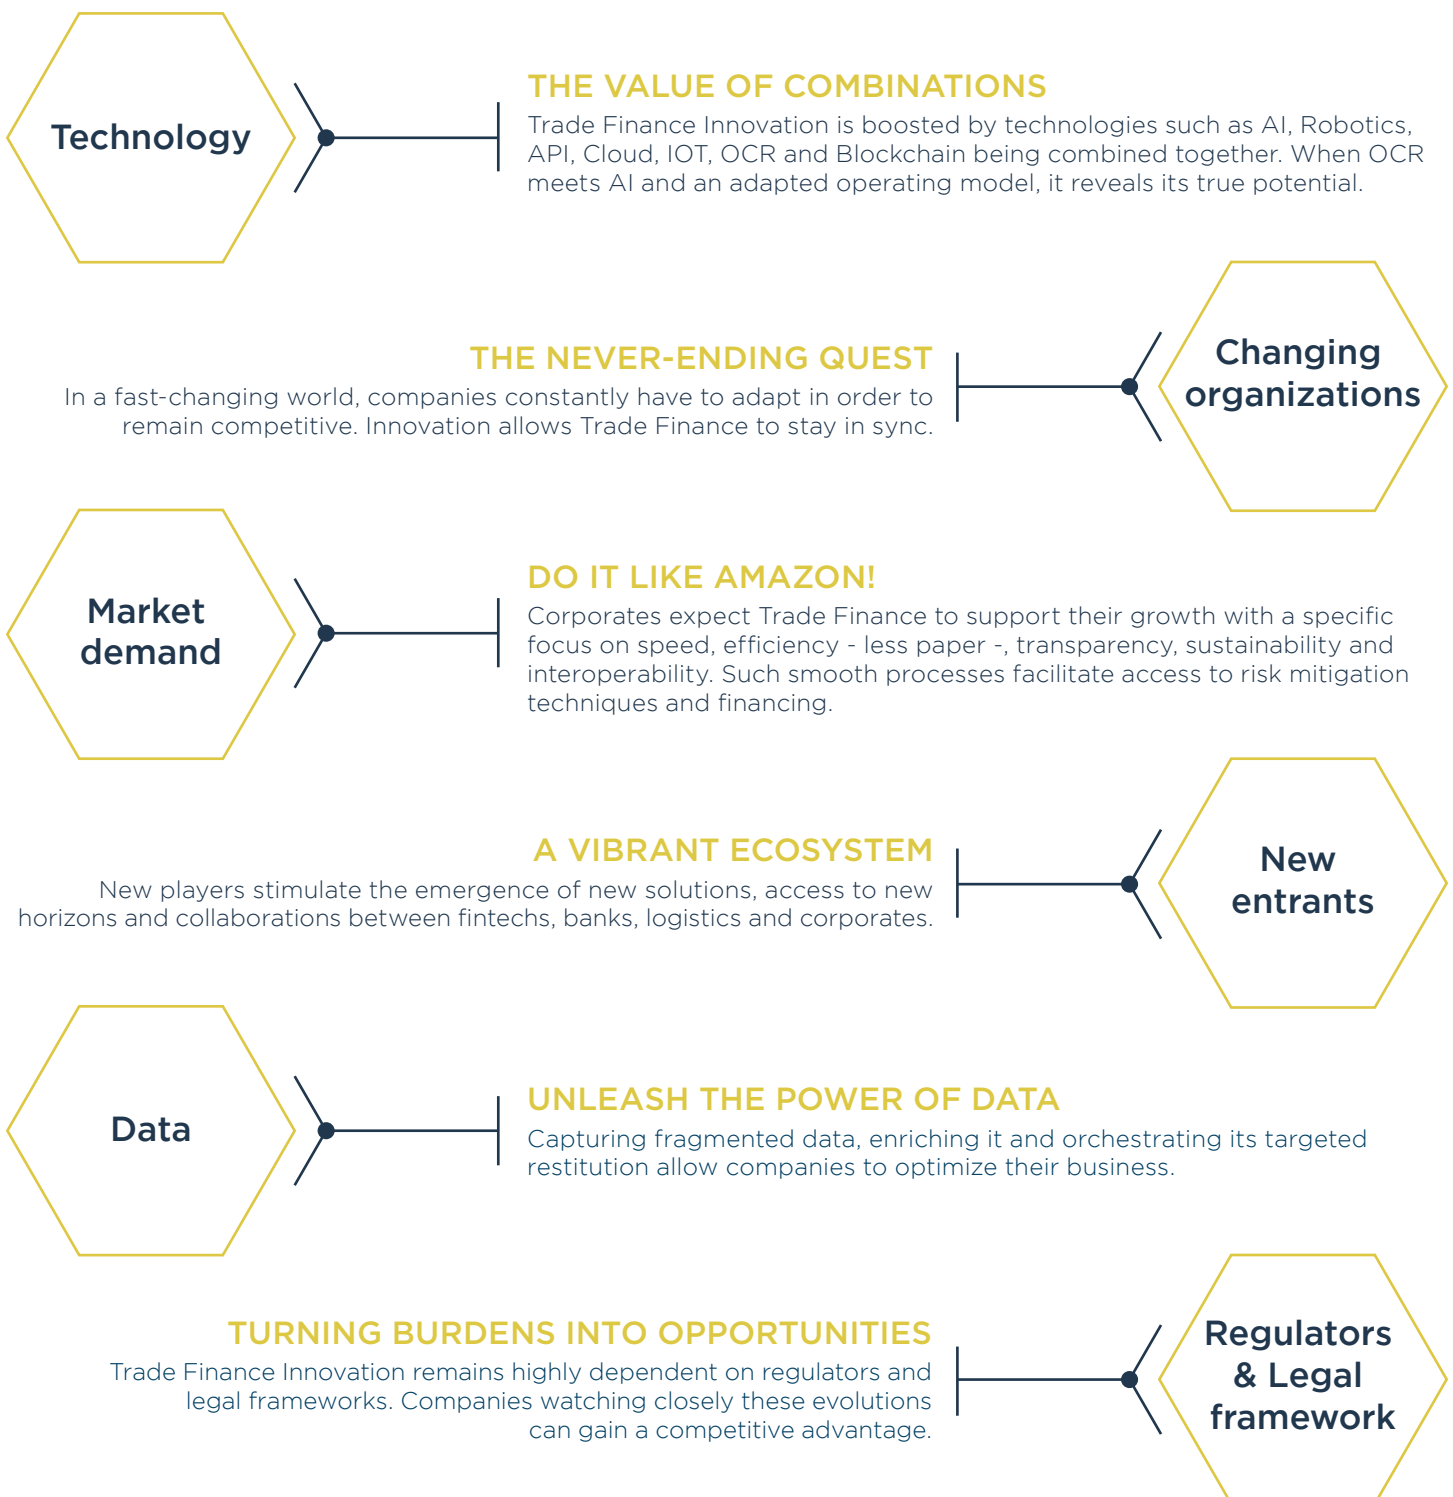 Technology
THE VALUE OF COMBINATIONS
Trade Finance Innovation is boosted by technologies such as AI, Robotics,
API, Cloud, IOT, OCR and Blockchain being combined together. When OCR
meets AI and an adapted operating model, it reveals its true potential.
THE NEVER-ENDING QUEST
In a fast-changing world, companies constantly have to adapt in order to
remain competitive. Innovation allows Trade Finance to stay in sync.
Changing
organizations
Market
demand
DO IT LIKE AMAZON!
Corporates expect Trade Finance to support their growth with a specific
focus on speed, efficiency - less paper -, transparency, sustainability and
interoperability. Such smooth processes facilitate access to risk mitigation
techniques and financing.
A VIBRANT ECOSYSTEM
New players stimulate the emergence of new solutions, access to new
horizons and collaborations between fintechs, banks, logistics and corporates.
New
entrants
Data
UNLEASH THE POWER OF DATA
Capturing fragmented data, enriching it and orchestrating its targeted
restitution allow companies to optimize their business.
TURNING BURDENS INTO OPPORTUNITIES
Trade Finance Innovation remains highly dependent on regulators and
legal frameworks. Companies watching closely these evolutions
can gain a competitive advantage.
Regulators
& Legal
framework